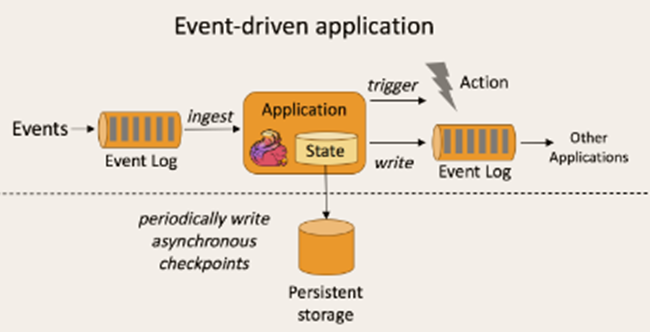 Event-driven application
Events
Event Log
ingest
Application
State
trigger
Action
write
Event Log
Other
Applications
periodically write
asynchronous
checkpoints
Persistent
storage